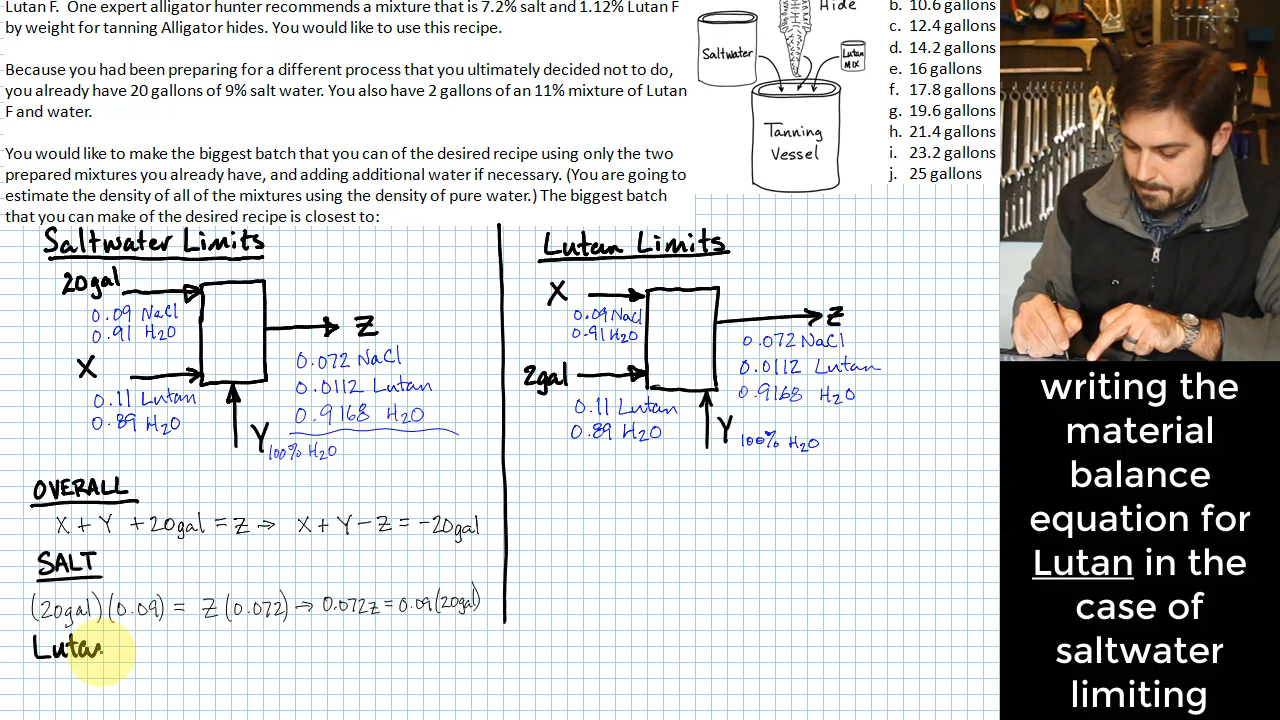 Lutan F. One expert alligator hunter recommends a mixture that is 7.2% salt and 1.12% Lutan F
by weight for tanning Alligator hides. You would like to use this recipe.
Because you had been preparing for a different process that you ultimately decided not to do,
you already have 20 gallons of 9% salt water. You also have 2 gallons of an 11% mixture of Lutan
F and water.
You would like to make the biggest batch that you can of the desired recipe using only the two
prepared mixtures you already have, and adding additional water if necessary. (You are going to
estimate the density of all of the mixtures using the density of pure water.) The biggest batch
that you can make of the desired recipe is closest to:
Hide
Saltwater
Lutan
MIX
Tanning
Vessel
b. 10.6 gallons
c. 12.4 gallons
d. 14.2 gallons
e. 16 gallons
f. 17.8 gallons
g. 19.6 gallons
h. 21.4 gallons
i. 23.2 gallons
j. 25 gallons
Saltwater Limits
20gal
0.09 NaCl
0.91 H2O
X
0.11 Lutan
0.89 H2O
Z
0.072 NaCl
0.0112 Lutan
0.9168 H2O
Y
100% H2O
OVERALL
X + Y + 20gal = Z → X + Y - Z = -20gal
SALT
(20gal)(0.09) = Z(0.072) → 0.072z = 0.09(20gal)
Lutan
Lutan Limits
X
0.09 NaCl
0.91 H2O
2gal
0.11 Lutan
0.89 H2O
Z
0.072 NaCl
0.0112 Lutan
0.9168 H2O
Y
100% H2O
writing the
material
balance
equation for
Lutan in the
case of
saltwater
limiting